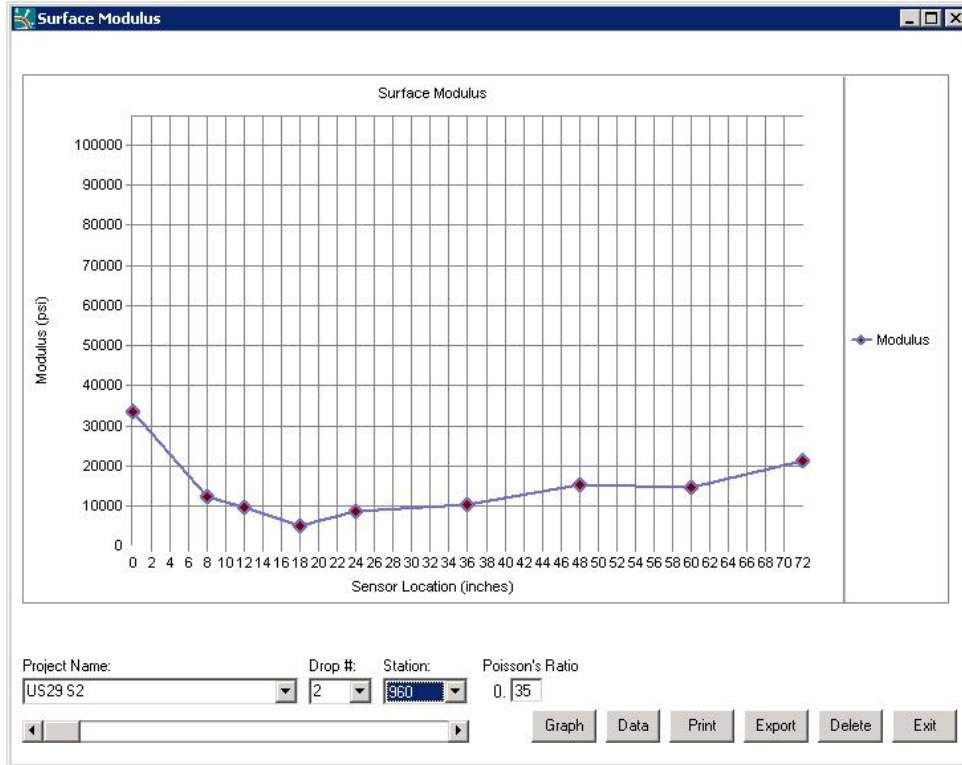 Surface Modulus
Surface Modulus
100000
90000
80000
70000
60000
50000
40000
30000
20000
10000
0
Modulus (psi)
Modulus
0 2 4 6 8 10 12 14 16 18 20 22 24 26 28 30 32 34 36 38 40 42 44 46 48 50 52 54 56 58 60 62 64 66 68 70 72
Sensor Location (inches)
Project Name: Drop #: Station: Poisson's Ratio
US29 S2 2 960 0. 35
Graph Data Print Export Delete Exit